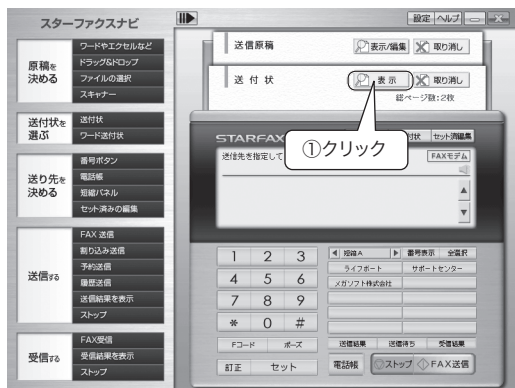 スターファクスナビ
設定
ヘルプ
原稿を
決める
ワードやエクセルなど
ドラッグ&ドロップ
ファイルの選択
スキャナー
送付状を
選ぶ
送付状
ワード送付状
送り先を
決める
番号ボタン
電話帳
短縮パネル
セット済みの編集
送信する
FAX 送信
割り込み送信
予約送信
履歴送信
送信結果を表示
ストップ
受信する
FAX受信
受信結果を表示
ストップ
送信原稿
表示/編集
取り消し
送 付 状
表 示
取り消し
総ページ数:2枚
①クリック
STARFAX
付状
セット済編集
送信先を指定して
FAXモデム
1 2 3
4 5 6
7 8 9
* 0 #
Fコード
ポーズ
訂正
セット
短縮A
番号表示
全選択
ライフボート
サポートセンター
メガソフト株式会社
送信結果
送信待ち
受信結果
電話帳
ストップ
FAX送信